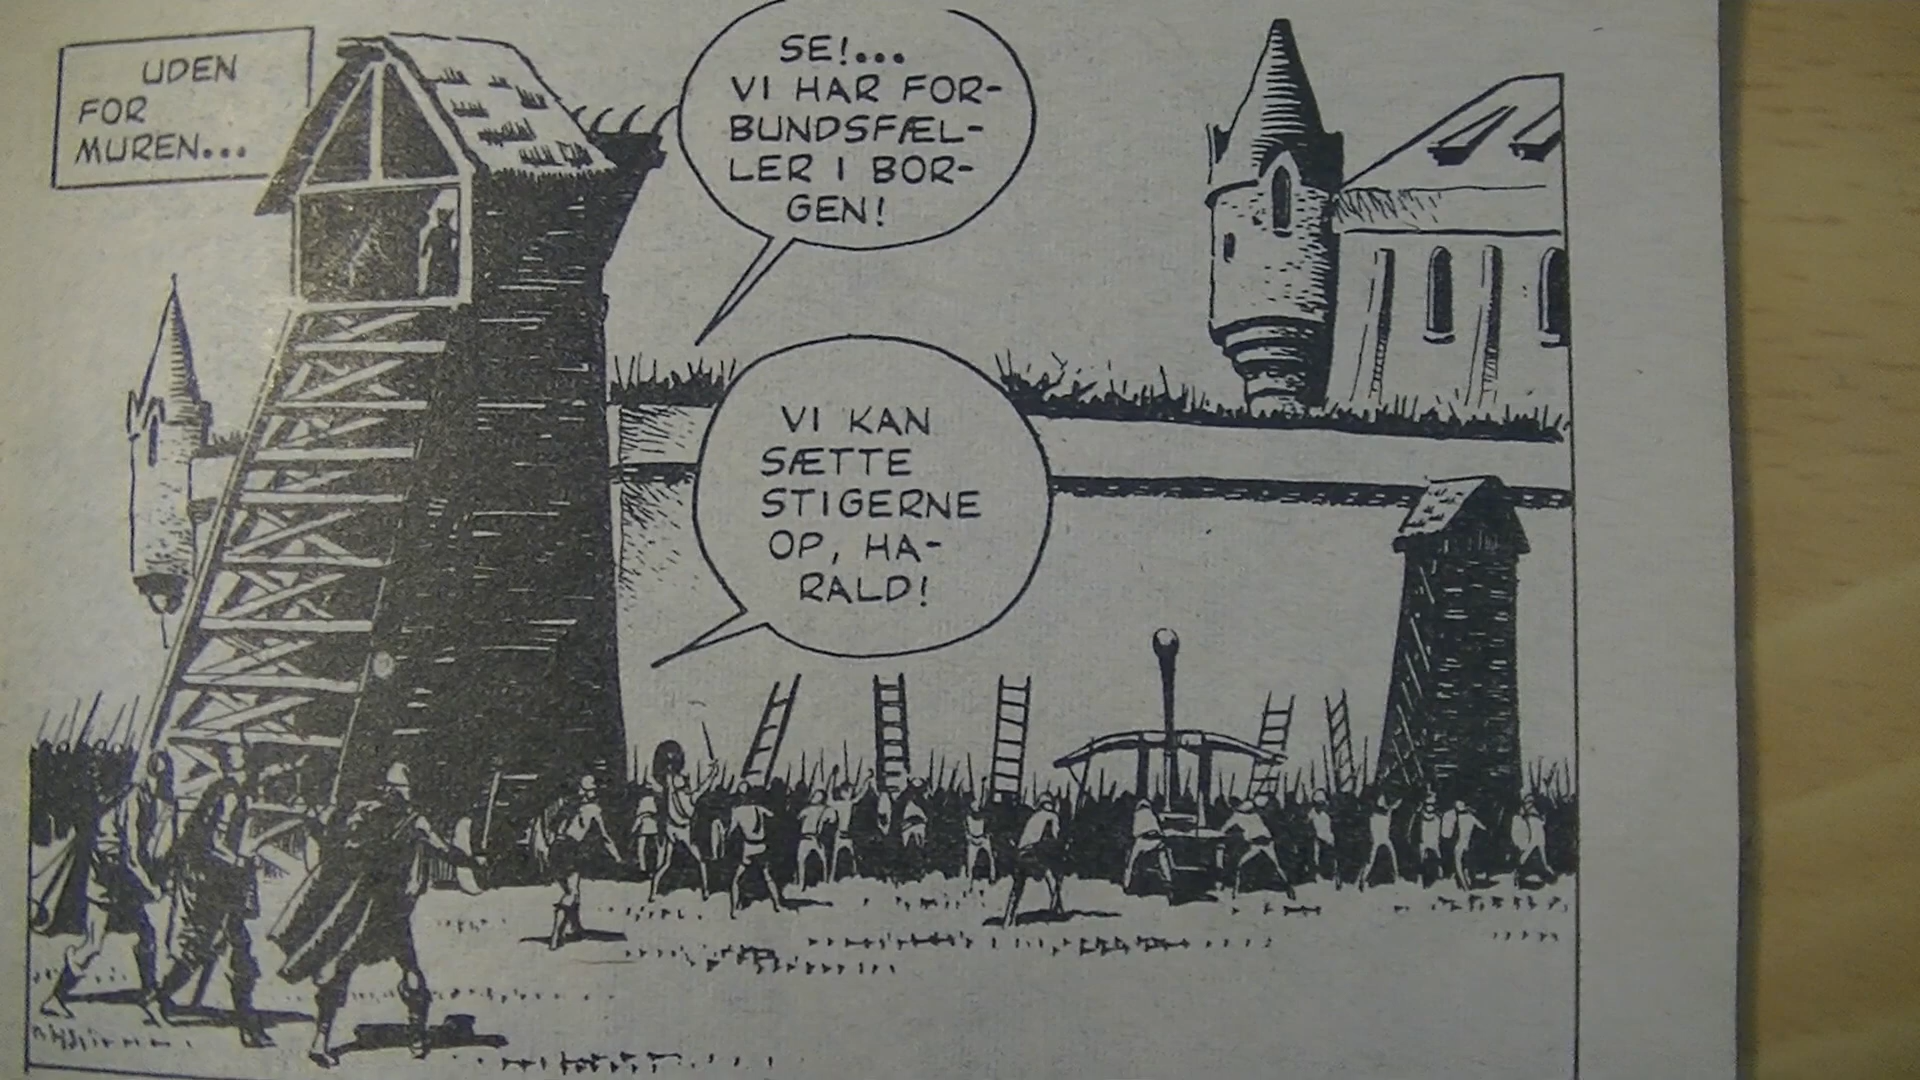 UDEN
FOR
MUREN...
SE!...
VI HAR FOR-
BUNDSFÆL-
LER I BOR-
GEN!
VI KAN
SÆTTE
STIGERNE
OP, HA-
RALD!